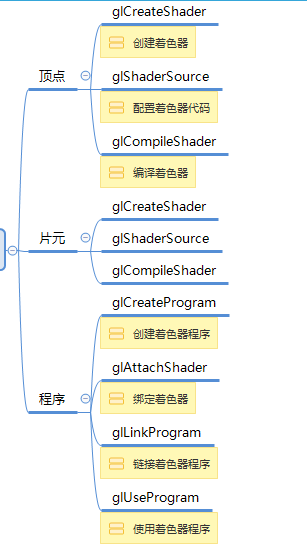 glCreateShader
创建着色器
顶点
glShaderSource
配置着色器代码
glCompileShader
编译着色器
glCreateShader
片元
glShaderSource
glCompileShader
glCreateProgram
创建着色器程序
glAttachShader
程序
绑定着色器
glLinkProgram
链接着色器程序
glUseProgram
使用着色器程序